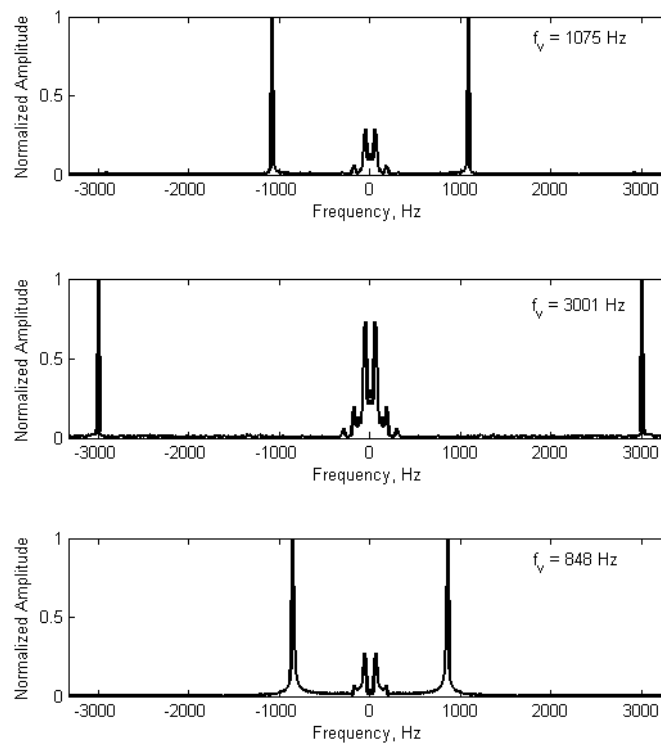 1
f_v = 1075 Hz
Normalized Amplitude
0.5
0
-3000 -2000 -1000 0 1000 2000 3000
Frequency, Hz
1
f_v = 3001 Hz
Normalized Amplitude
0.5
0
-3000 -2000 -1000 0 1000 2000 3000
Frequency, Hz
1
f_v = 848 Hz
Normalized Amplitude
0.5
0
-3000 -2000 -1000 0 1000 2000 3000
Frequency, Hz